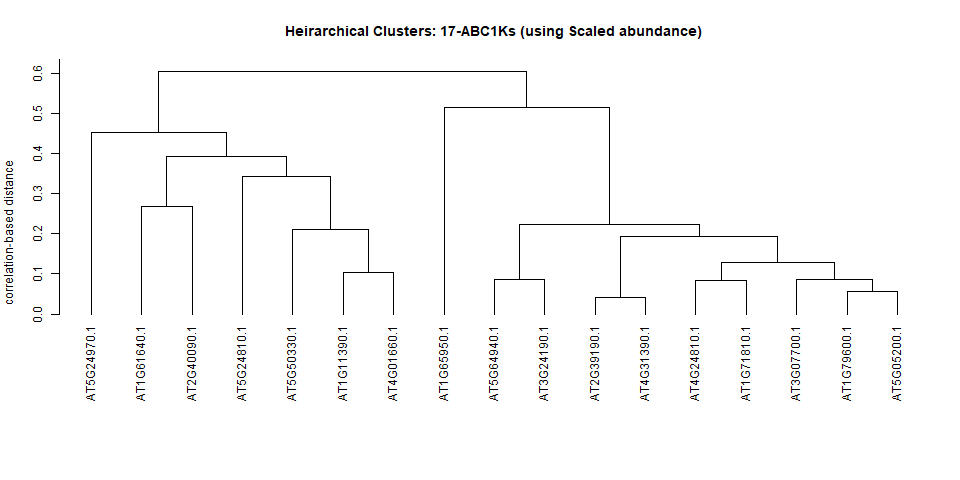 Heirarchical Clusters: 17-ABC1Ks (using Scaled abundance)
correlation-based distance
0.6
0.5
0.4
0.3
0.2
0.1
0.0
AT5G24970.1
AT1G61640.1
AT2G40090.1
AT5G24810.1
AT5G50330.1
AT1G11390.1
AT4G01660.1
AT1G65950.1
AT5G64940.1
AT3G24190.1
AT2G39190.1
AT4G31390.1
AT4G24810.1
AT1G71810.1
AT3G07700.1
AT1G79600.1
AT5G05200.1